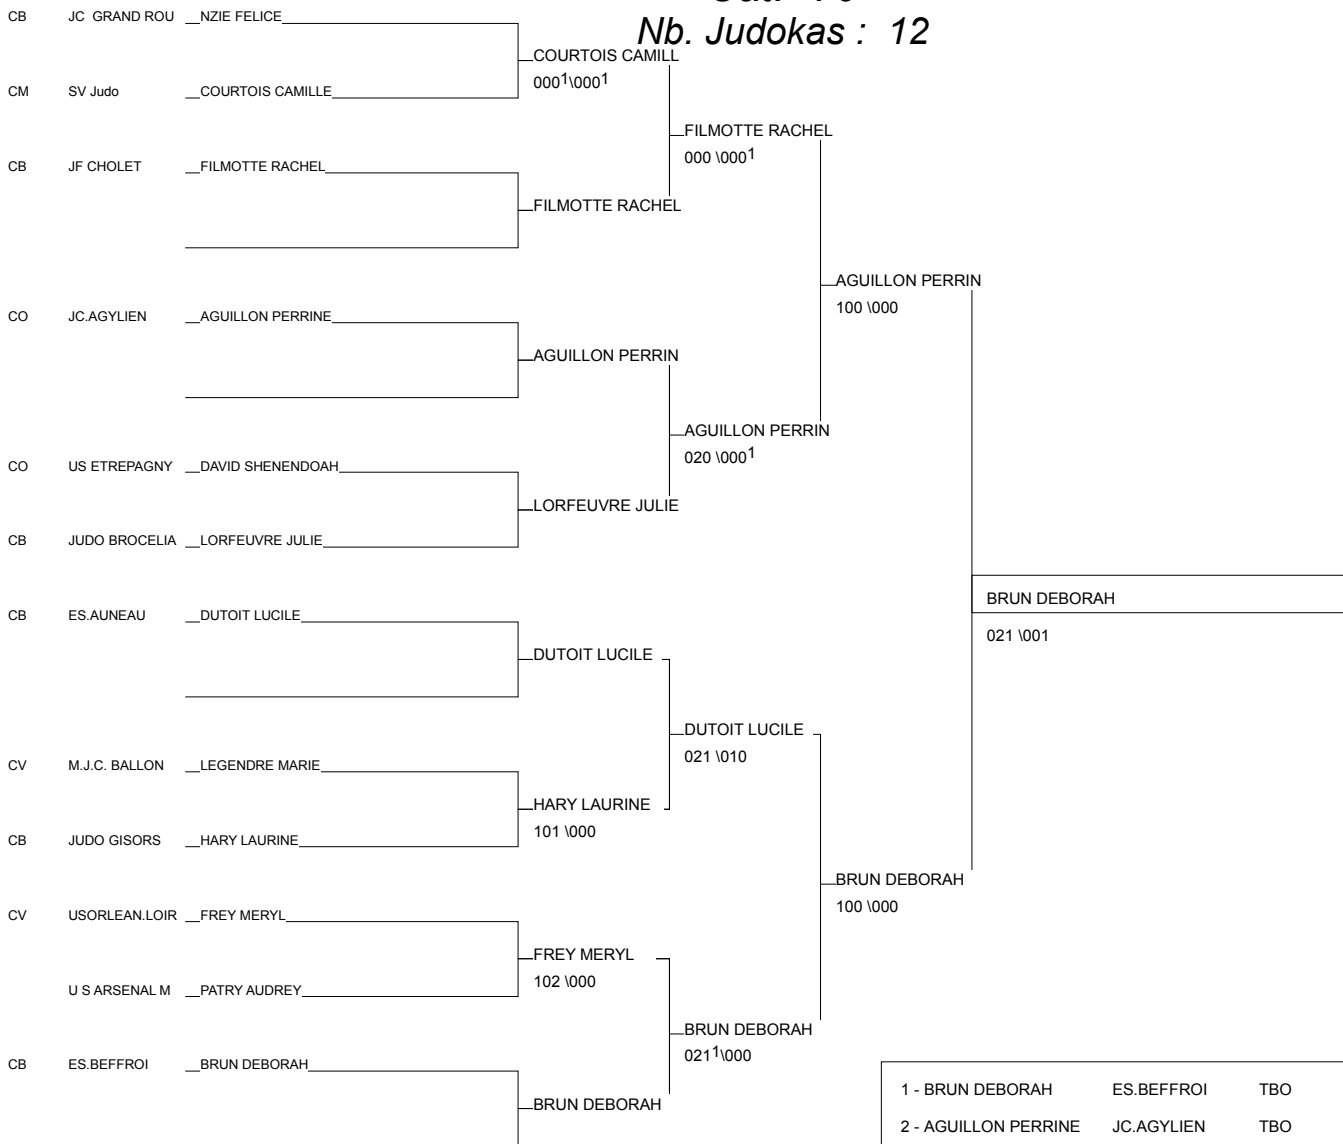 Nb. Judokas : 12
CB JC GRAND ROU NZIE FELICE
COURTOIS CAMILL
000¹\000¹
CM SV Judo COURTOIS CAMILLE
FILMOTTE RACHEL
000 \000¹
CB JF CHOLET FILMOTTE RACHEL
FILMOTTE RACHEL
AGUILLON PERRIN
100 \000
CO JC.AGYLIEN AGUILLON PERRINE
AGUILLON PERRIN
AGUILLON PERRIN
020 \000¹
CO US ETREPAGNY DAVID SHENENDOAH
LORFEUVRE JULIE
CB JUDO BROCELIA LORFEUVRE JULIE
BRUN DEBORAH
021 \001
CB ES.AUNEAU DUTOIT LUCILE
DUTOIT LUCILE
DUTOIT LUCILE
021 \010
CV M.J.C. BALLON LEGENDRE MARIE
HARY LAURINE
101 \000
CB JUDO GISORS HARY LAURINE
BRUN DEBORAH
100 \000
CV USORLEAN.LOIR FREY MERYL
FREY MERYL
102 \000
U S ARSENAL M PATRY AUDREY
BRUN DEBORAH
021¹\000
CB ES.BEFFROI BRUN DEBORAH
BRUN DEBORAH
1 - BRUN DEBORAH ES.BEFFROI TBO
2 - AGUILLON PERRINE JC.AGYLIEN TBO